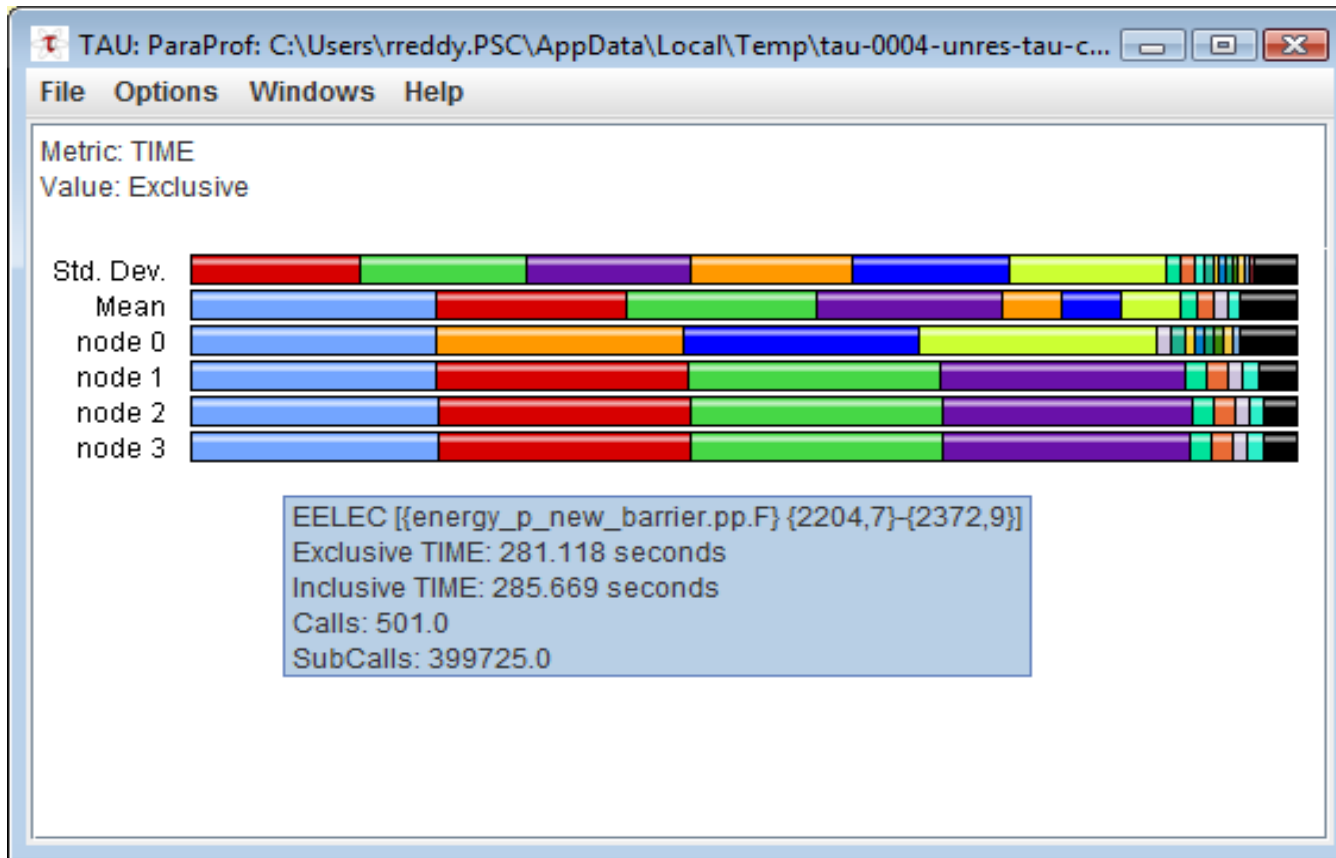 TAU: ParaProf: C:\Users\rreddy.PSC\AppData\Local\Temp\tau-0004-unres-tau-c...
File Options Windows Help
Metric: TIME
Value: Exclusive
Std. Dev.
Mean
node 0
node 1
node 2
node 3
EELEC [{energy_p_new_barrier.pp.F} {2204,7}-{2372,9}]
Exclusive TIME: 281.118 seconds
Inclusive TIME: 285.669 seconds
Calls: 501.0
SubCalls: 399725.0